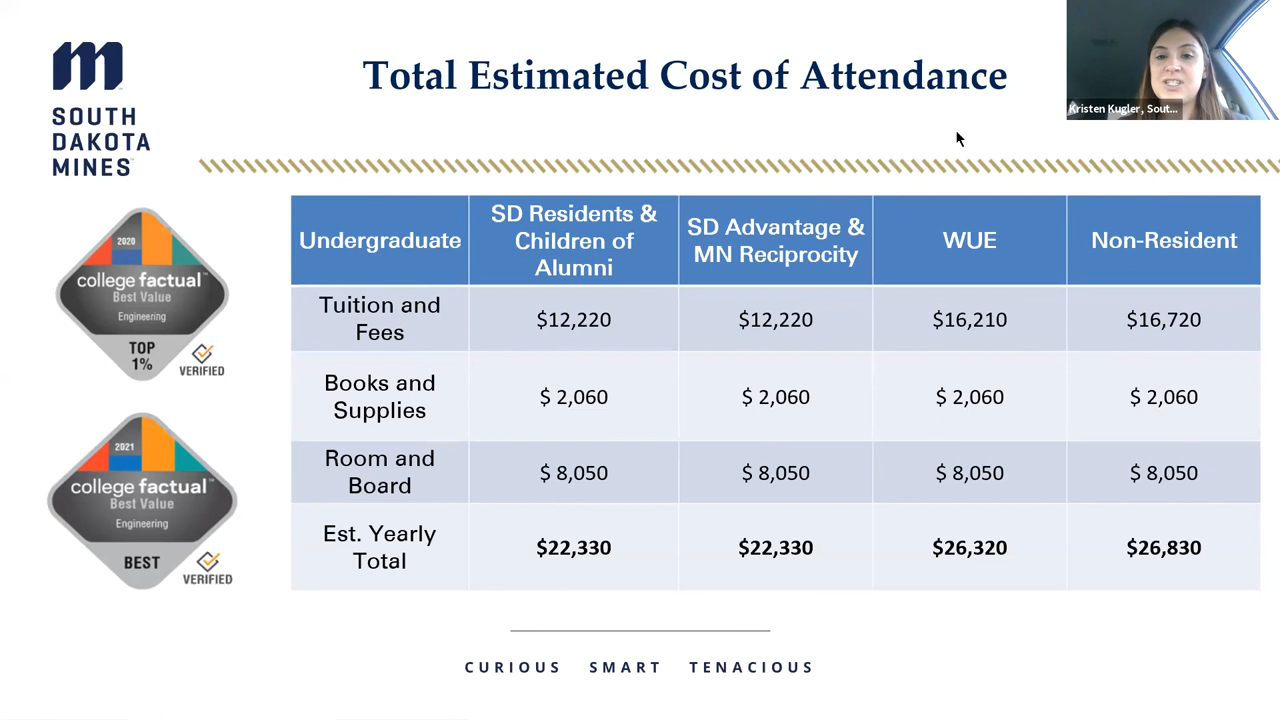 Total Estimated Cost of Attendance
Kristen Kugler, Sout...
m
SOUTH
DAKOTA
MINES
2020
college factual™
Best Value
Engineering
TOP
1%
VERIFIED
2021
college factual™
Best Value
Engineering
BEST
VERIFIED
Undergraduate
SD Residents &
Children of
Alumni
SD Advantage &
MN Reciprocity
WUE
Non-Resident
Tuition and
Fees
$12,220
$12,220
$16,210
$16,720
Books and
Supplies
$ 2,060
$ 2,060
$ 2,060
$ 2,060
Room and
Board
$ 8,050
$ 8,050
$ 8,050
$ 8,050
Est. Yearly
Total
$22,330
$22,330
$26,320
$26,830
CURIOUS SMART TENACIOUS